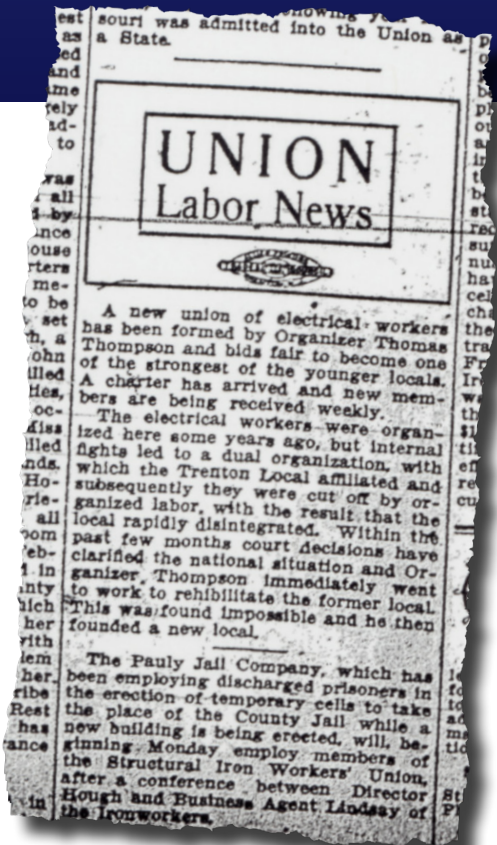 souri was admitted into the Union as
a State.
UNION
Labor News
A new union of electrical workers
has been formed by Organizer Thomas
Thompson and bids fair to become one
of the strongest of the younger locals.
A charter has arrived and new mem-
bers are being received weekly.
The electrical workers were organ-
ized here some years ago, but internal
fights led to a dual organization, with
which the Trenton Local affiliated and
subsequently they were cut off by or-
ganized labor, with the result that the
local rapidly disintegrated. Within the
past few months court decisions have
clarified the national situation and Or-
ganizer Thompson immediately went
to work to rehibilitate the former local.
This was found impossible and he then
founded a new local.
The Pauly Jail Company, which has
been employing discharged prisoners in
the erection of temporary cells to take
the place of the County Jail while a
new building is being erected, will, be-
ginning Monday employ members of
the Structural Iron Workers' Union,
after a conference between Director
Hough and Business Agent Lindsay of
the Ironworkers.